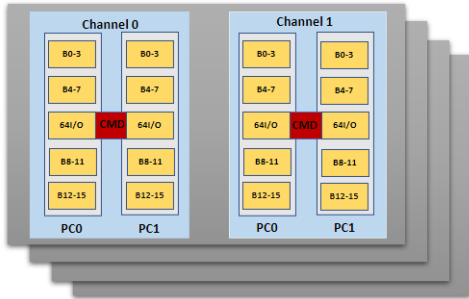 Channel 0
Channel 1
B0-3
B0-3
B0-3
B0-3
B4-7
B4-7
B4-7
B4-7
64I/O
CMD
64I/O
64I/O
CMD
64I/O
B8-11
B8-11
B8-11
B8-11
B12-15
B12-15
B12-15
B12-15
PC0
PC1
PC0
PC1